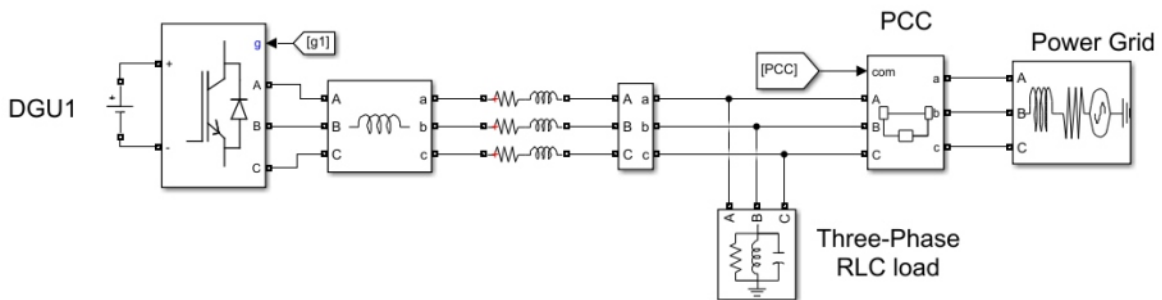 PCC
Power Grid
DGU1
g
[g1]
[PCC]
com
+
-
+
A
B
C
A
B
C
a
b
c
+
+
+
A
B
C
a
b
c
A
B
C
a
b
c
A
B
C
A
B
C
Three-Phase
RLC load